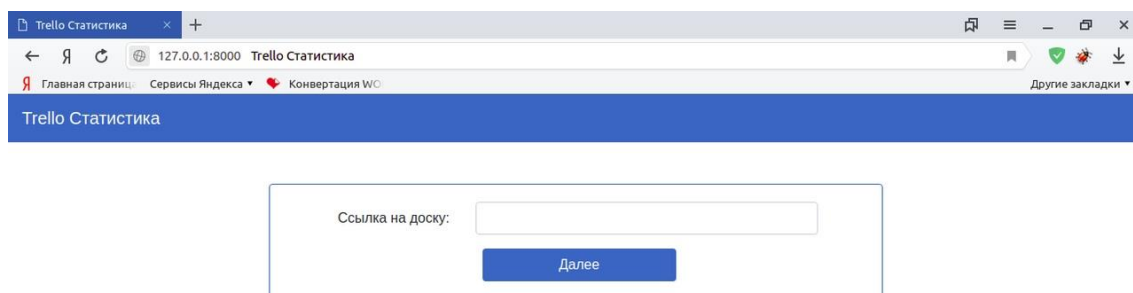 Trello Статистика
127.0.0.1:8000 Trello Статистика
Я Главная страниц Сервисы Яндекса Конвертация WO Другие закладки
Trello Статистика
Ссылка на доску:
Далее